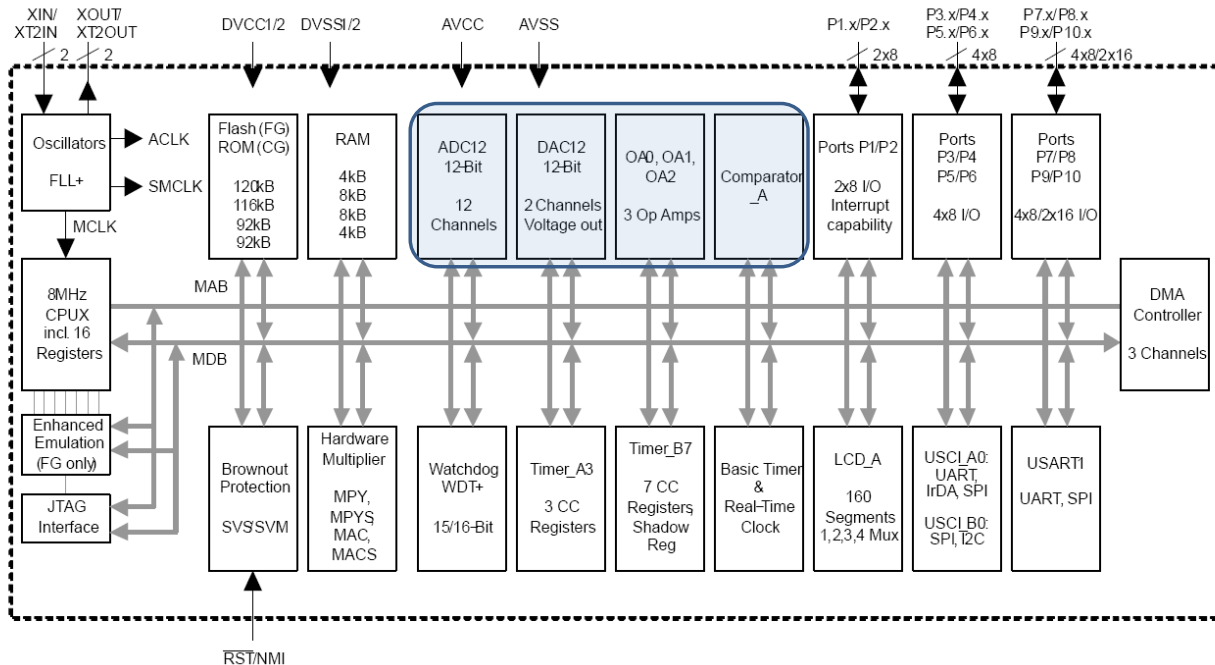 XIN/
XT2IN
XOUT/
XT2OUT
DVCC1/2
DVSS1/2
AVCC
AVSS
P1.x/P2.x
P3.x/P4.x
P5.x/P6.x
P7.x/P8.x
P9.x/P10.x
2
2
2x8
4x8
4x8/2x16
Oscillators
FLL+
ACLK
SMCLK
MCLK
Flash (FG)
ROM (CG)
120kB
116kB
92kB
92kB
RAM
4kB
8kB
8kB
4kB
ADC12
12-Bit
12
Channels
DAC12
12-Bit
2 Channels
Voltage out
OA0, OA1,
OA2
3 Op Amps
Comparator
_A
Ports P1/P2
2x8 I/O
Interrupt
capability
Ports
P3/P4
P5/P6
4x8 I/O
Ports
P7/P8
P9/P10
4x8/2x16 I/O
8MHz
CPUX
incl. 16
Registers
MAB
MDB
DMA
Controller
3 Channels
Enhanced
Emulation
(FG only)
JTAG
Interface
Brownout
Protection
SVS/SVM
Hardware
Multiplier
MPY,
MPYS,
MAC,
MACS
Watchdog
WDT+
15/16-Bit
Timer_A3
3 CC
Registers
Timer_B7
7 CC
Registers,
Shadow
Reg
Basic Timer
&
Real-Time
Clock
LCD_A
160
Segments
1,2,3,4 Mux
USCI_A0:
UART,
IrDA, SPI
USCI_B0:
SPI, I2C
USART1
UART, SPI
RST/NMI